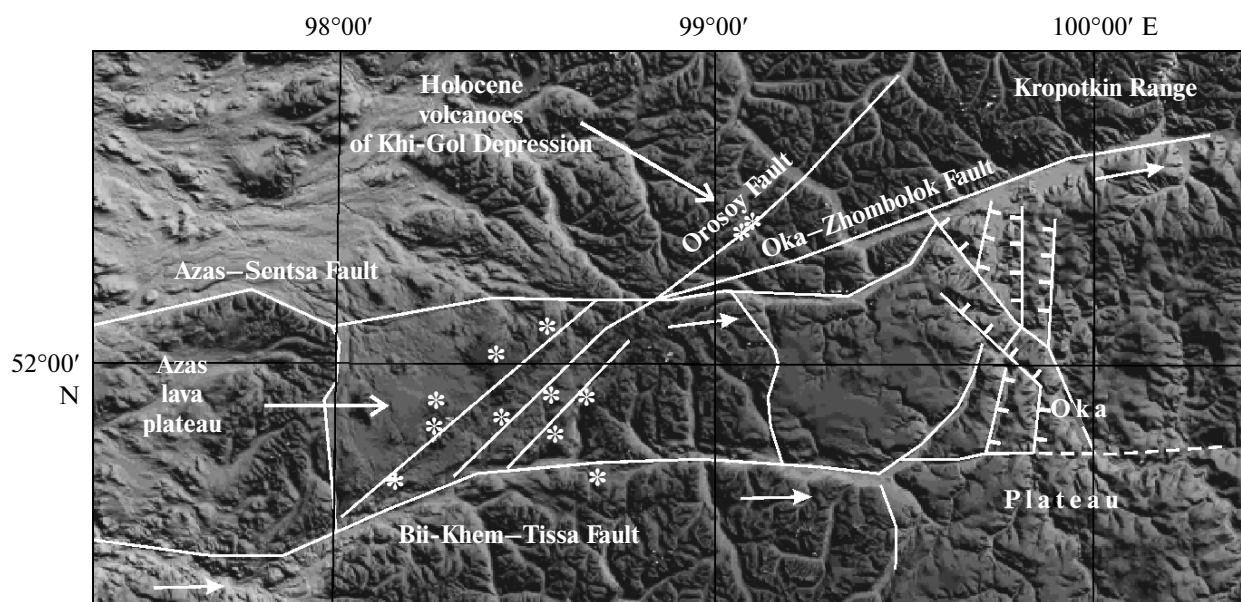 98°00′ 99°00′ 100°00′ E
Holocene
volcanoes
of Khi-Gol Depression
Kropotkin Range
Orosoy Fault
Oka–Zhombolok Fault
Azas–Sentsa Fault
52°00′
N
Azas
lava
plateau
Oka
Plateau
Bii-Khem–Tissa Fault